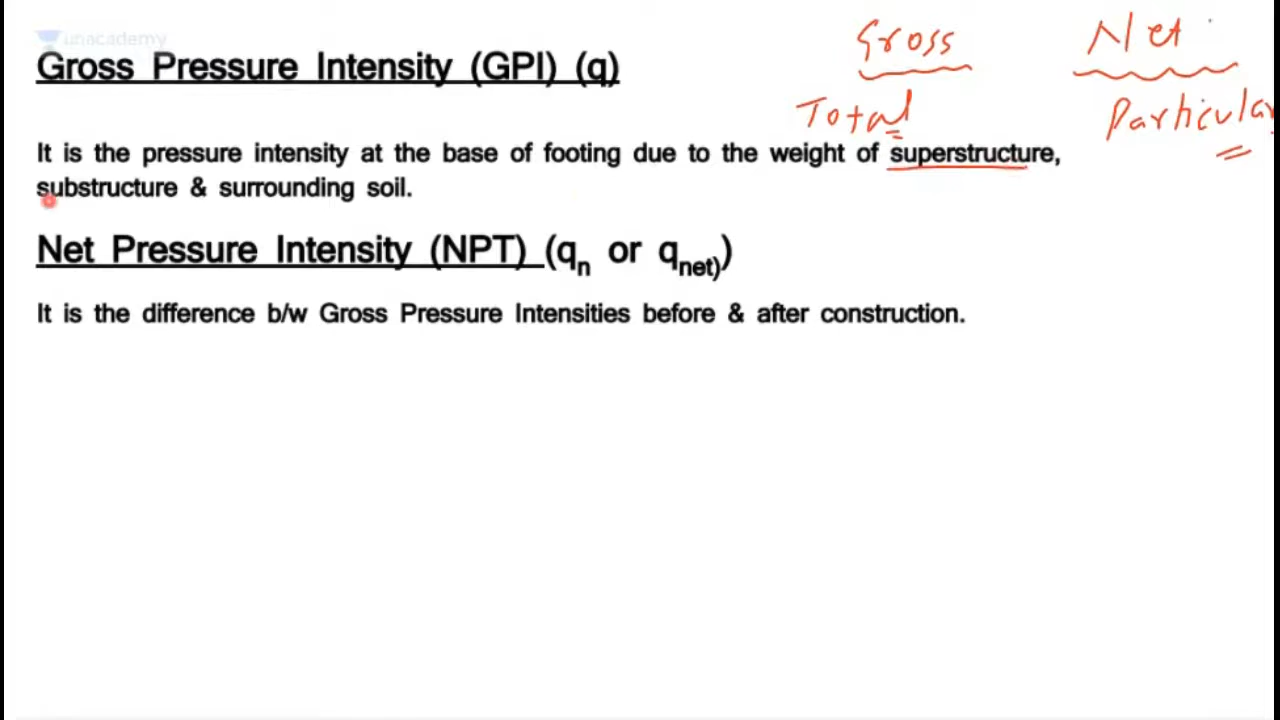 unacademy
Gross Net
Gross Pressure Intensity (GPI) (q)
Total Particular
It is the pressure intensity at the base of footing due to the weight of superstructure,
substructure & surrounding soil.
Net Pressure Intensity (NPT) (qn or qnet))
It is the difference b/w Gross Pressure Intensities before & after construction.